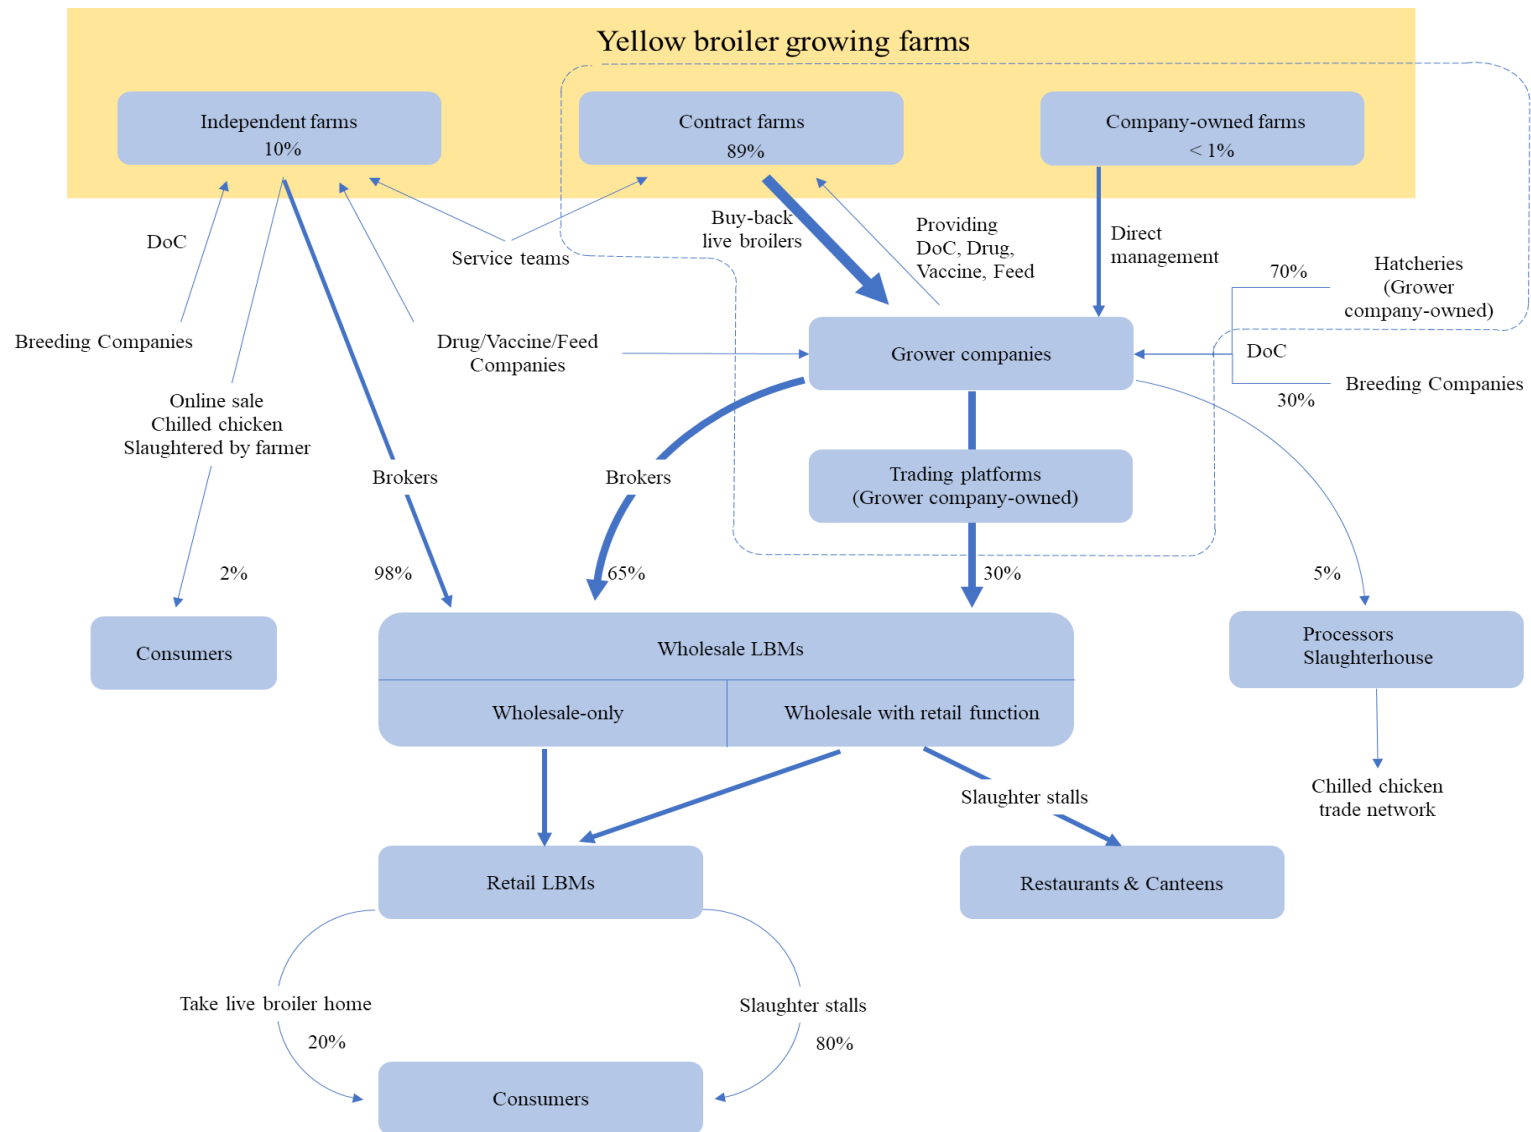 Yellow broiler growing farms
Independent farms
10%
Contract farms
89%
Company-owned farms
< 1%
DoC
Service teams
Buy-back
live broilers
Providing
DoC, Drug,
Vaccine, Feed
Direct
management
70%
Hatcheries
(Grower
company-owned)
Breeding Companies
Drug/Vaccine/Feed
Companies
Grower companies
DoC
Breeding Companies
30%
Online sale
Chilled chicken
Slaughtered by farmer
Brokers
Brokers
Trading platforms
(Grower company-owned)
2%
98%
65%
30%
5%
Consumers
Wholesale LBMs
Processors
Slaughterhouse
Wholesale-only
Wholesale with retail function
Slaughter stalls
Chilled chicken
trade network
Retail LBMs
Restaurants & Canteens
Take live broiler home
20%
Slaughter stalls
80%
Consumers